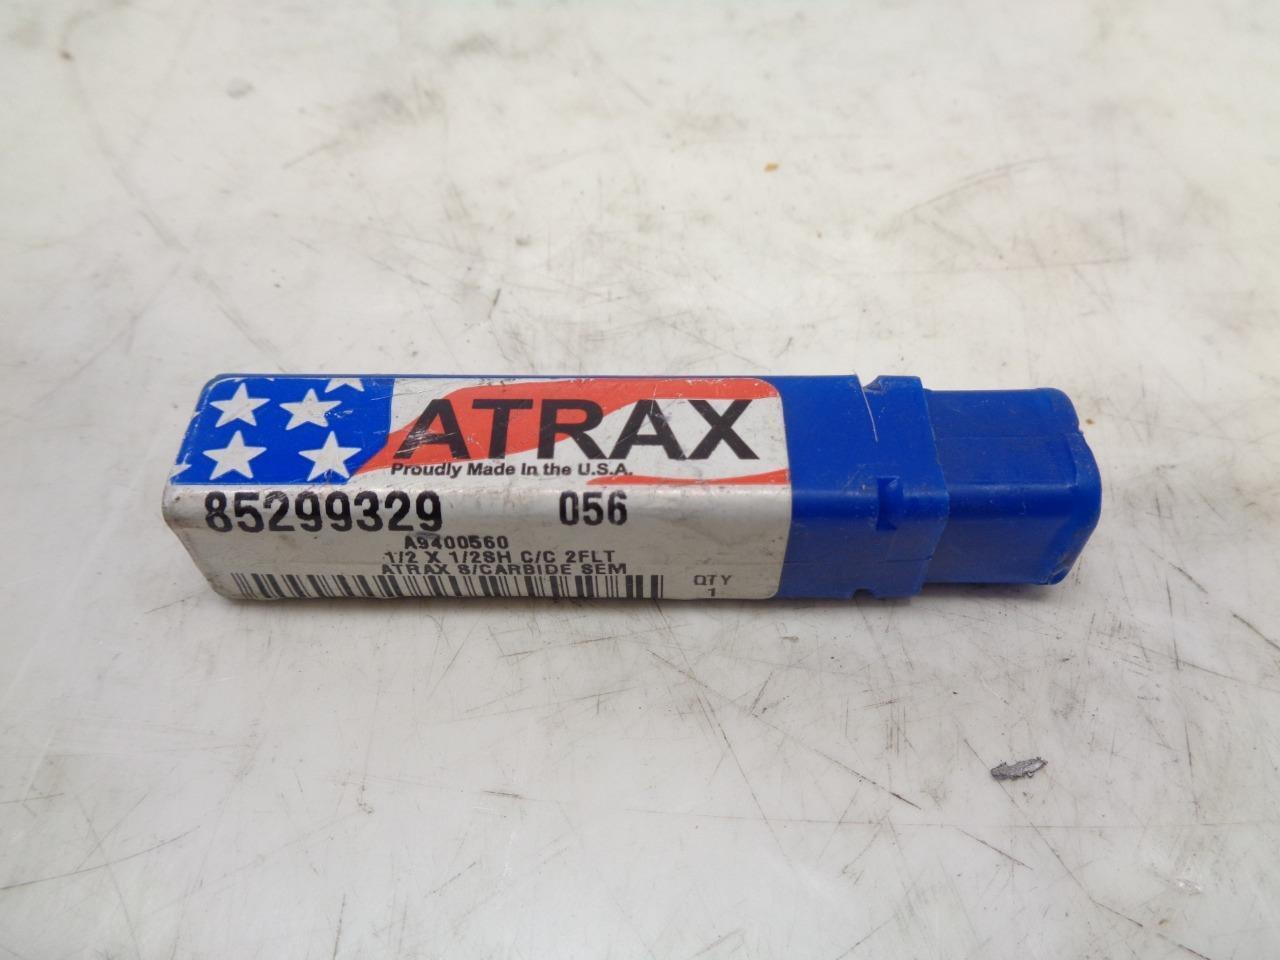 ATRAX
Proudly Made In the U.S.A.
85299329 056
A9400560
1/2 X 1/2SH C/C 2FLT
ATRAX S/CARBIDE SEM
QTY
1